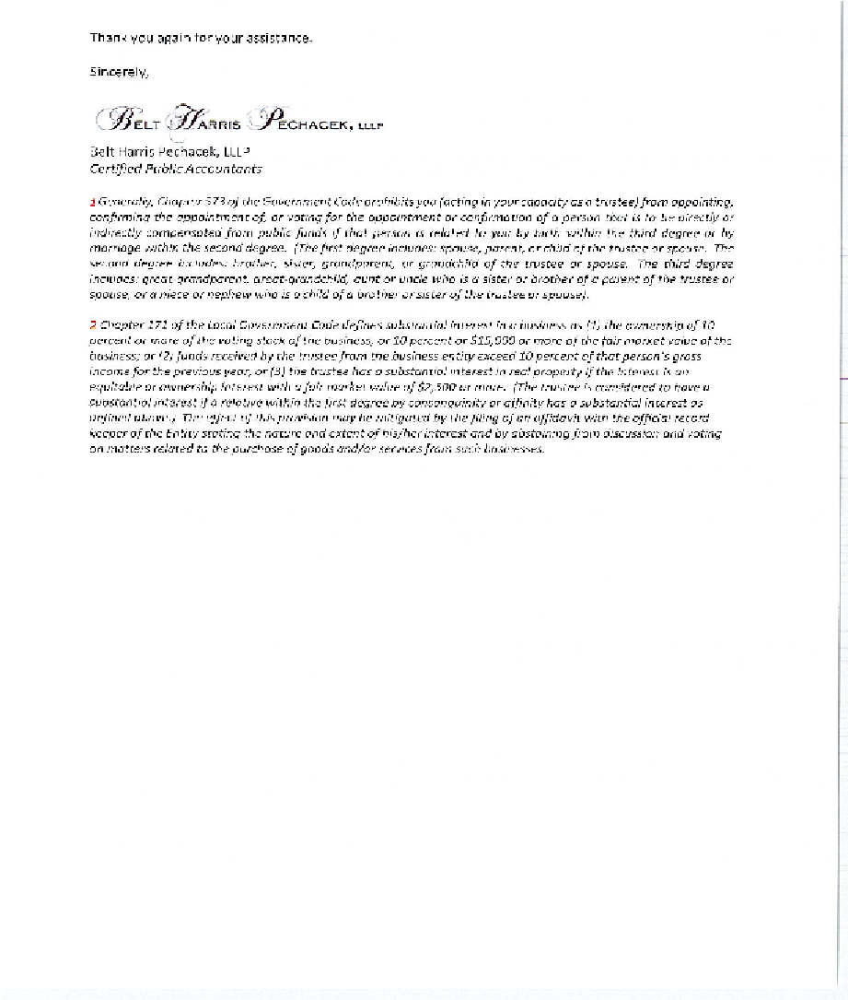 Thank you again for your assistance.
Sincerely,
BELT HARRIS PECHACEK, LLLP
Belt Harris Pechacek, LLLP
Certified Public Accountants
1 Generally, Chapter 573 of the Government Code prohibits you (acting in your capacity as a trustee) from appointing,
confirming the appointment of, or voting for the appointment or confirmation of a person that is to be directly or
indirectly compensated from public funds if that person is related to you by birth within the third degree or by
marriage within the second degree. (The first degree includes: spouse, parent, or child of the trustee or spouse. The
second degree includes: brother, sister, grandparent, or grandchild of the trustee or spouse. The third degree
includes: great-grandparent, great-grandchild, aunt or uncle who is a sister or brother of a parent of the trustee or
spouse, or a niece or nephew who is a child of a brother or sister of the trustee or spouse).
2 Chapter 171 of the Local Government Code defines substantial interest in a business as (1) the ownership of 10
percent or more of the voting stock of the business, or 10 percent or $15,000 or more of the fair market value of the
business; or (2) funds received by the trustee from the business entity exceed 10 percent of that person's gross
income for the previous year, or (3) the trustee has a substantial interest in real property if the interest is an
equitable or ownership interest with a fair market value of $2,500 or more. (The trustee is considered to have a
substantial interest if a relative within the first degree by consanguinity or affinity has a substantial interest as
defined above.) The effect of this provision may be mitigated by the filing of an affidavit with the official record
keeper of the Entity stating the nature and extent of his/her interest and by abstaining from discussion and voting
on matters related to the purchase of goods and/or services from such businesses.